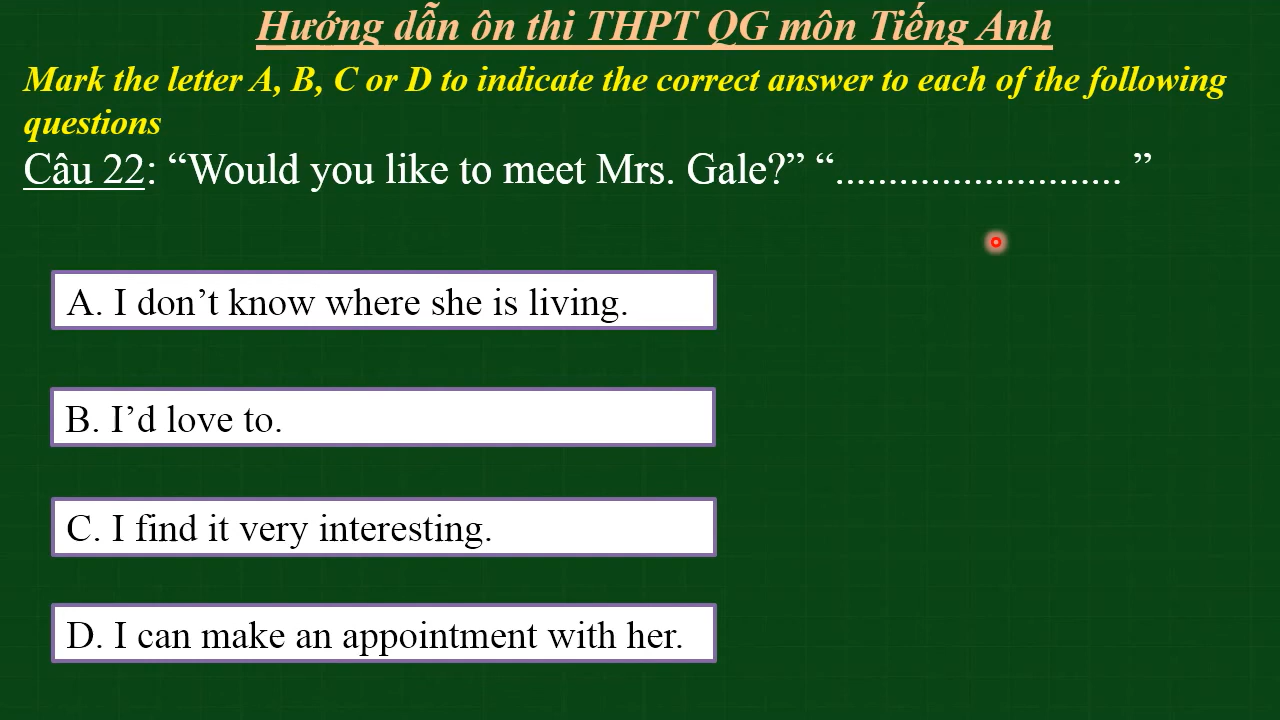 Hướng dẫn ôn thi THPT QG môn Tiếng Anh
Mark the letter A, B, C or D to indicate the correct answer to each of the following
questions
Câu 22: “Would you like to meet Mrs. Gale?” “........................... ”
A. I don’t know where she is living.
B. I’d love to.
C. I find it very interesting.
D. I can make an appointment with her.